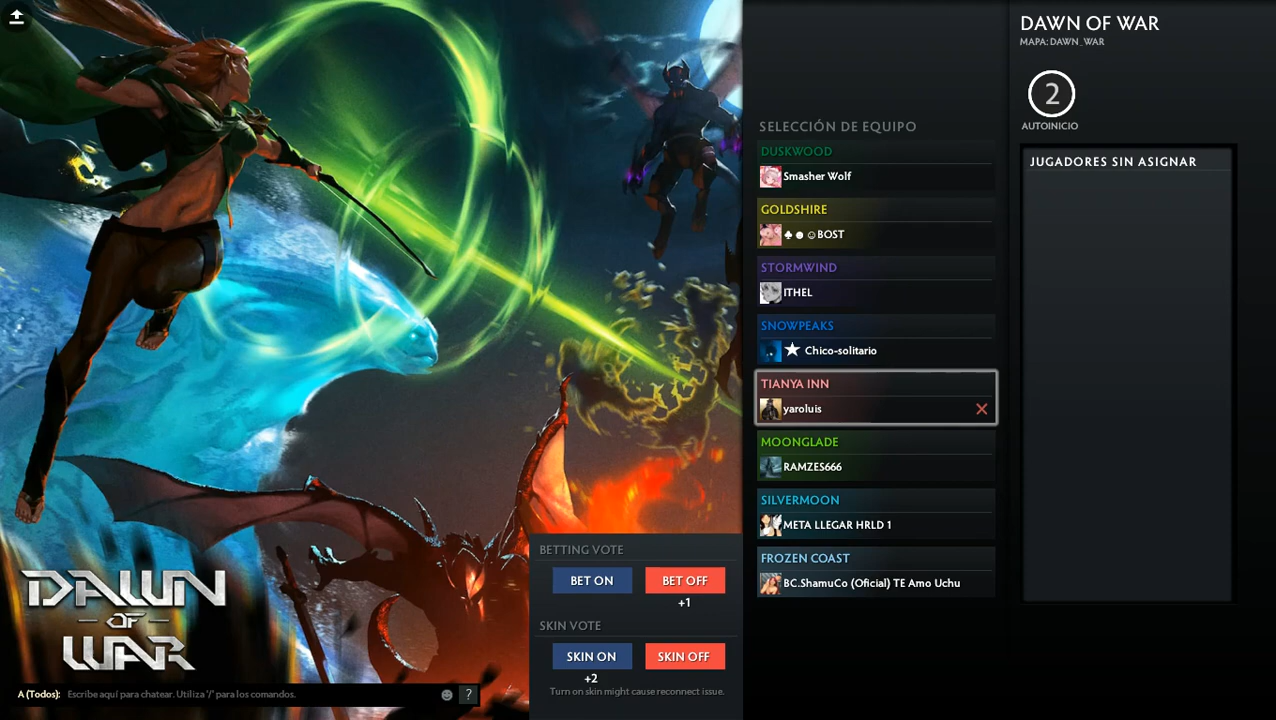 DAWN OF WAR
MAPA: DAWN_WAR
2
AUTOINICIO
JUGADORES SIN ASIGNAR
SELECCIÓN DE EQUIPO
DUSKWOOD
Smasher Wolf
GOLDSHIRE
♣☻☺BOST
STORMWIND
ITHEL
SNOWPEAKS
★ Chico-solitario
TIANYA INN
yaroluis
MOONGLADE
RAMZES666
SILVERMOON
META LLEGAR HRLD 1
FROZEN COAST
BC.ShamuCo (Oficial) TE Amo Uchu
BETTING VOTE
BET ON
BET OFF
+1
SKIN VOTE
SKIN ON
SKIN OFF
+2
Turn on skin might cause reconnect issue.
DAWN
OF
WAR
A (Todos): Escribe aquí para chatear. Utiliza '/' para los comandos.
?